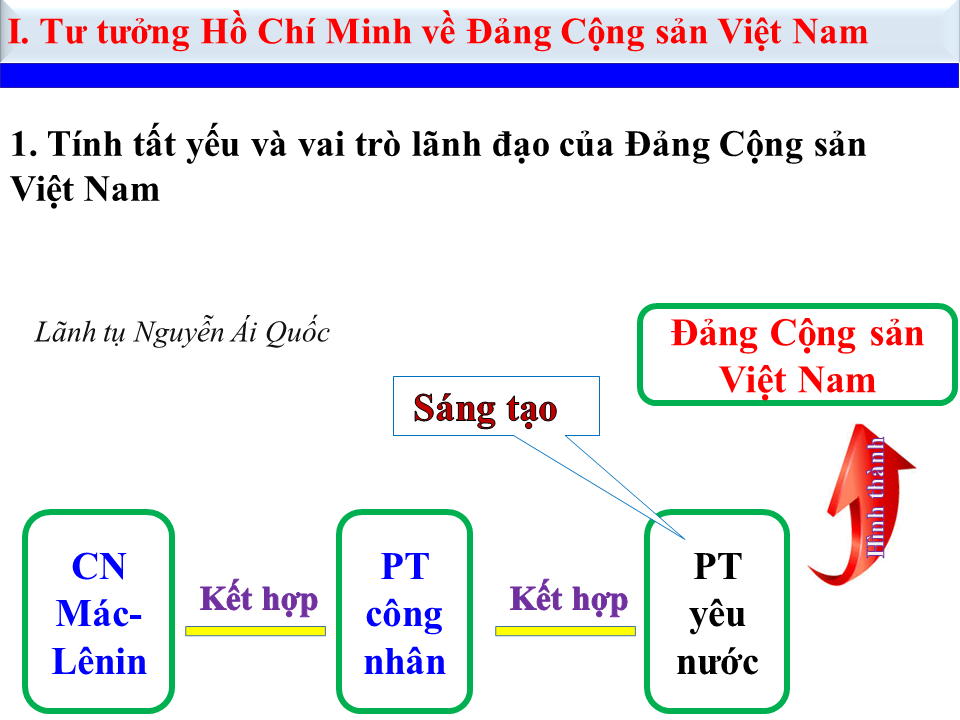 I. Tư tưởng Hồ Chí Minh về Đảng Cộng sản Việt Nam
1. Tính tất yếu và vai trò lãnh đạo của Đảng Cộng sản
Việt Nam
Lãnh tụ Nguyễn Ái Quốc
Đảng Cộng sản
Việt Nam
Sáng tạo
Hình thành
CN
Mác-
Lênin
Kết hợp
PT
công
nhân
Kết hợp
PT
yêu
nước